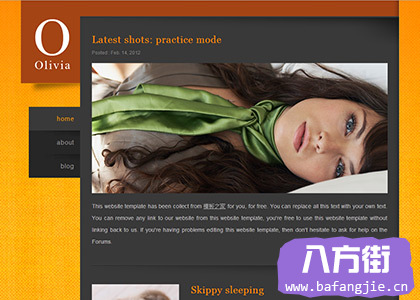 O
Olivia
home
about
blog
Latest shots: practice mode
Posted: Feb. 14, 2012
This website template has been collect from 模板之家 for you, for free. You can replace all this text with your own text.
You can remove any link to our website from this website template, you're free to use this website template without
linking back to us. If you're having problems editing this website template, then don't hesitate to ask for help on the
Forums.
Skippy sleeping
八方街
www.bafangjie.cn